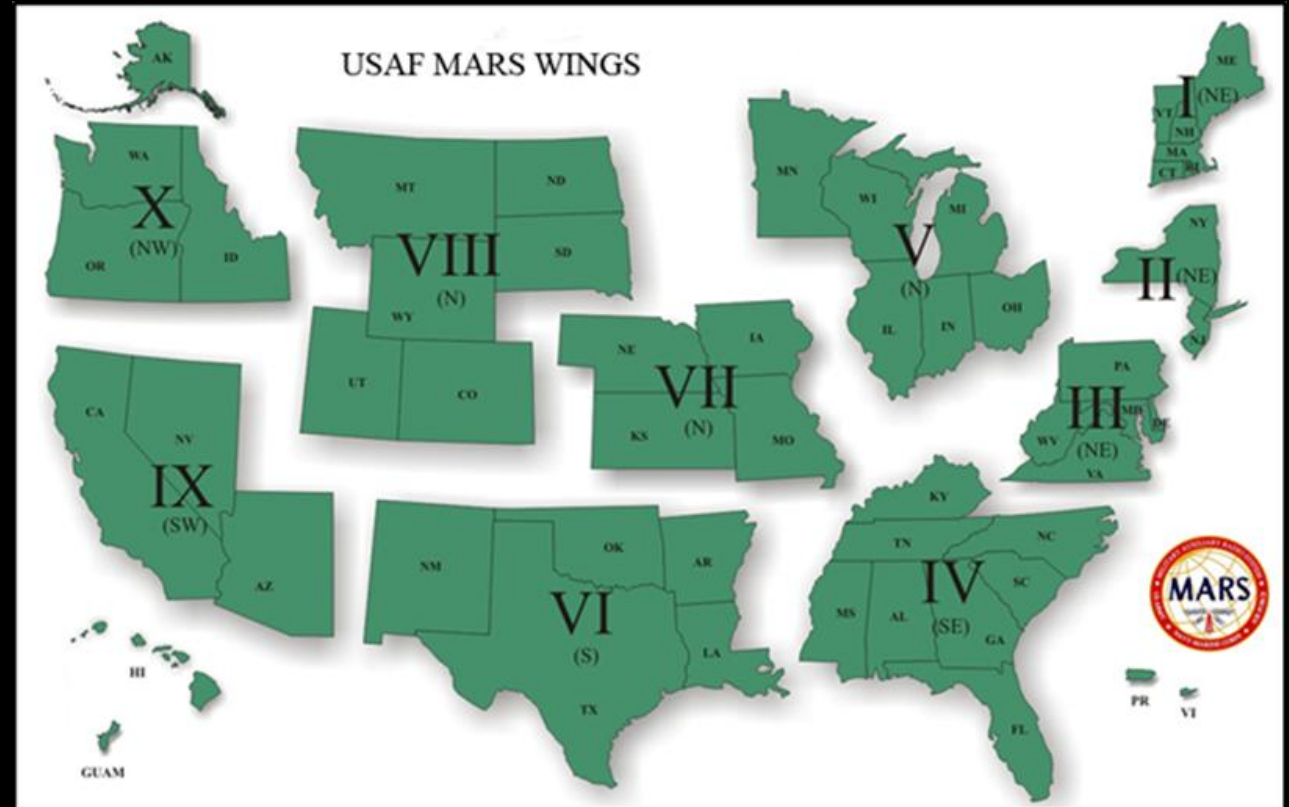 USAF MARS WINGS
AK
WA
X
(NW)
OR
ID
MT
ND
SD
VIII
(N)
WY
UT
CO
MN
WI
MI
V
(N)
IL
IN
OH
ME
I
(NE)
VT
NH
MA
RI
CT
NY
II
(NE)
NJ
PA
III
MD
DE
(NE)
WV
VA
NE
IA
VII
(N)
KS
MO
CA
NV
IX
(SW)
AZ
NM
OK
AR
VI
(S)
LA
TX
KY
TN
NC
IV
SC
(SE)
MS
AL
GA
FL
HI
GUAM
MARS
PR
VI